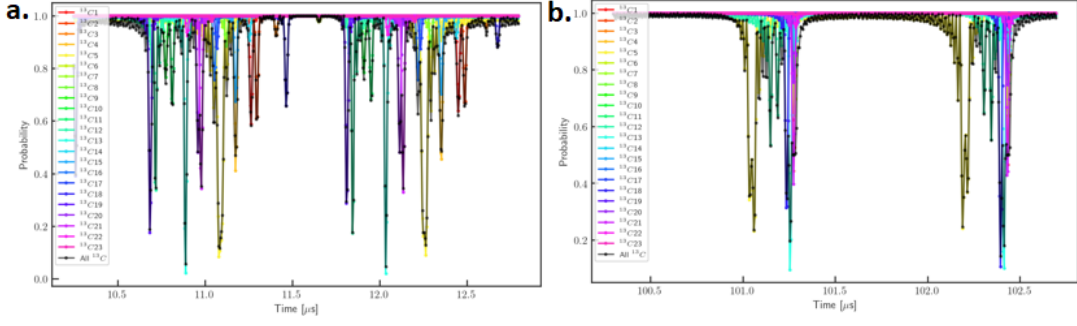 a.
1.0
0.8
0.6
0.4
0.2
0.0
Probability
¹³C1
¹³C2
¹³C3
¹³C4
¹³C5
¹³C6
¹³C7
¹³C8
¹³C9
¹³C10
¹³C11
¹³C12
¹³C13
¹³C14
¹³C15
¹³C16
¹³C17
¹³C18
¹³C19
¹³C20
¹³C21
¹³C22
¹³C23
All ¹³C
10.5 11.0 11.5 12.0 12.5
Time [μs]
b.
1.0
0.8
0.6
0.4
0.2
Probability
¹³C1
¹³C2
¹³C3
¹³C4
¹³C5
¹³C6
¹³C7
¹³C8
¹³C9
¹³C10
¹³C11
¹³C12
¹³C13
¹³C14
¹³C15
¹³C16
¹³C17
¹³C18
¹³C19
¹³C20
¹³C21
¹³C22
¹³C23
All ¹³C
100.5 101.0 101.5 102.0 102.5
Time [μs]